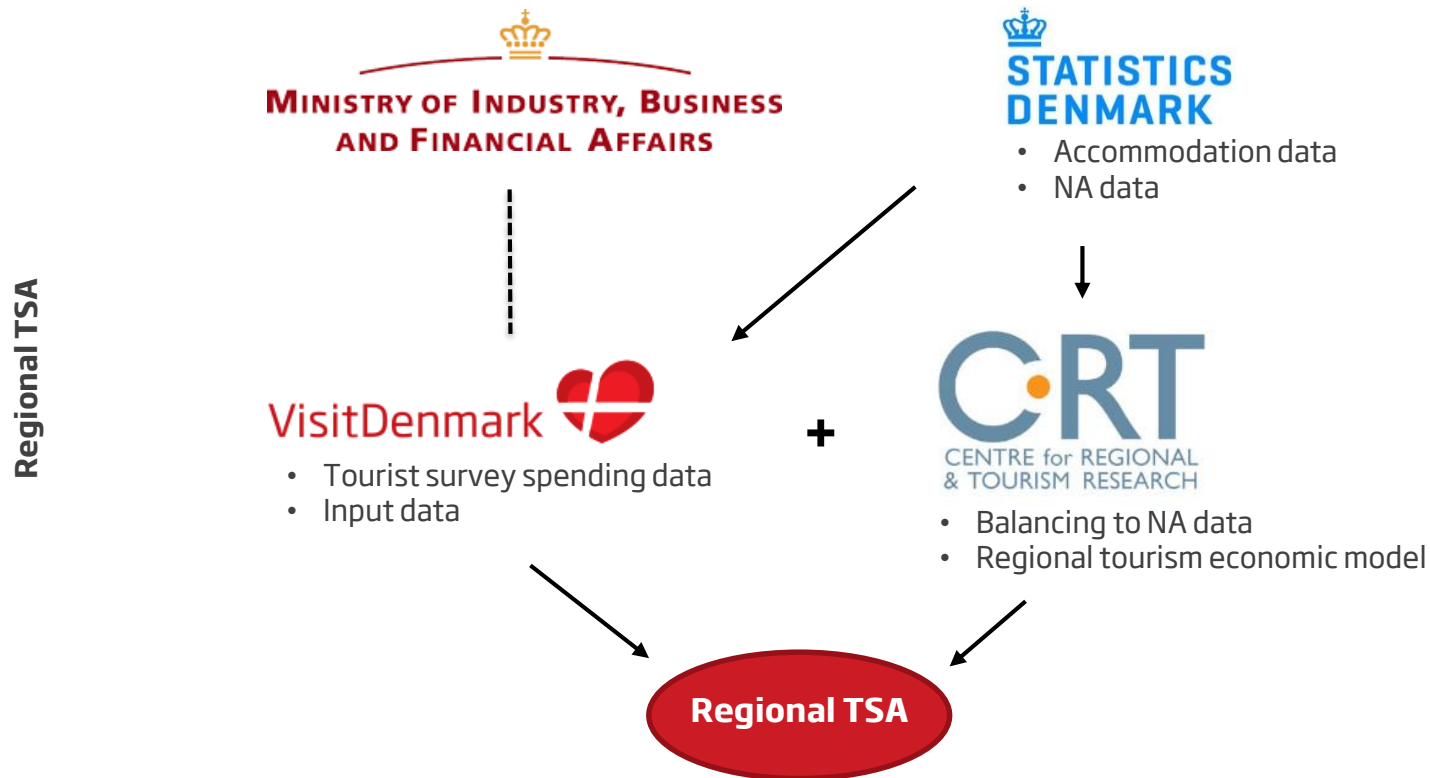 Regional TSA
MINISTRY OF INDUSTRY, BUSINESS
AND FINANCIAL AFFAIRS
STATISTICS
DENMARK
• Accommodation data
• NA data
VisitDenmark
• Tourist survey spending data
• Input data
+
CRT
CENTRE for REGIONAL
& TOURISM RESEARCH
• Balancing to NA data
• Regional tourism economic model
Regional TSA